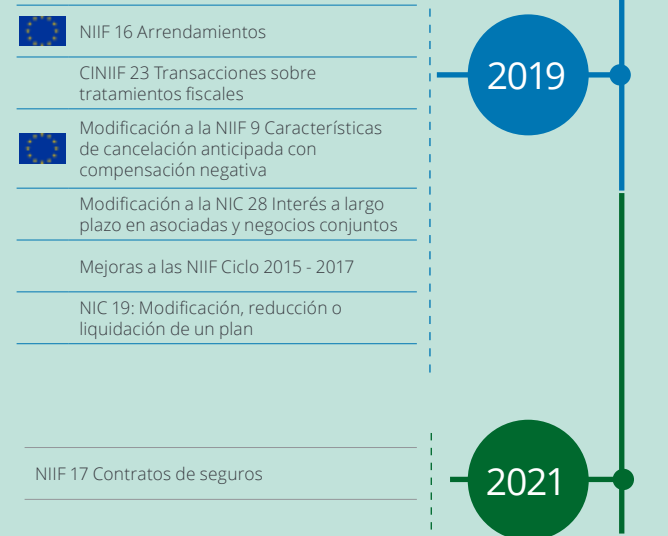 NIIF 16 Arrendamientos
CINIIF 23 Transacciones sobre
tratamientos fiscales
Modificación a la NIIF 9 Características
de cancelación anticipada con
compensación negativa
Modificación a la NIC 28 Interés a largo
plazo en asociadas y negocios conjuntos
Mejoras a las NIIF Ciclo 2015 - 2017
NIC 19: Modificación, reducción o
liquidación de un plan
2019
NIIF 17 Contratos de seguros
2021